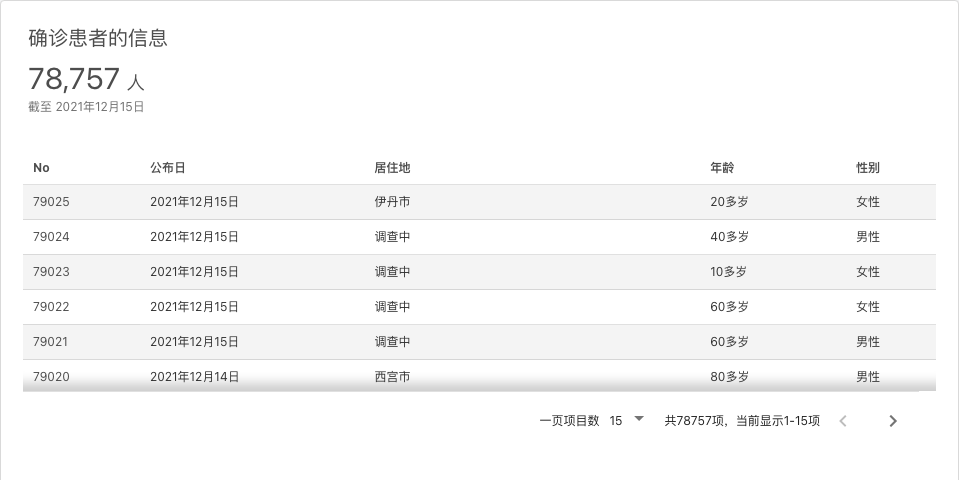 确诊患者的信息
78,757 人
截至 2021年12月15日
No 公布日 居住地 年龄 性别
79025 2021年12月15日 伊丹市 20多岁 女性
79024 2021年12月15日 调查中 40多岁 男性
79023 2021年12月15日 调查中 10多岁 女性
79022 2021年12月15日 调查中 60多岁 女性
79021 2021年12月15日 调查中 60多岁 男性
79020 2021年12月14日 西宫市 80多岁 男性
一页项目数 15 共78757项，当前显示1-15项